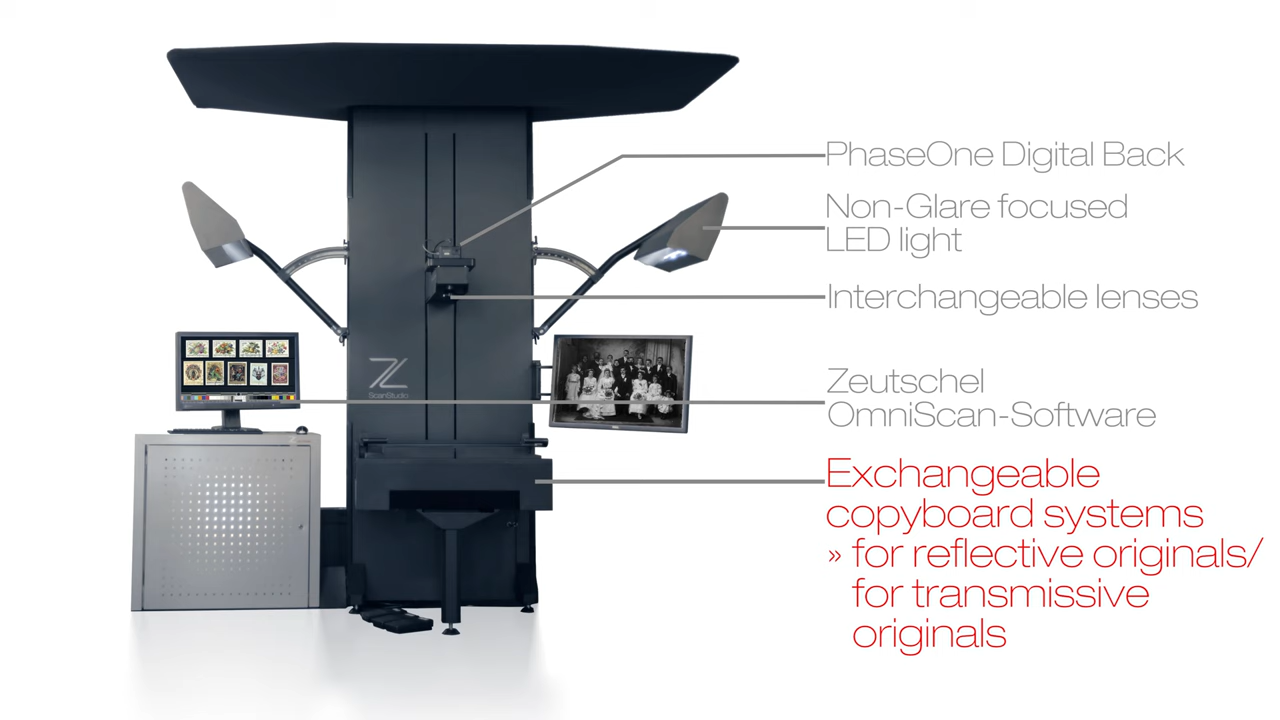 PhaseOne Digital Back
Non-Glare focused
LED light
Interchangeable lenses
ScanStudio
Zeutschel
OmniScan-Software
Exchangeable
copyboard systems
» for reflective originals/
for transmissive
originals